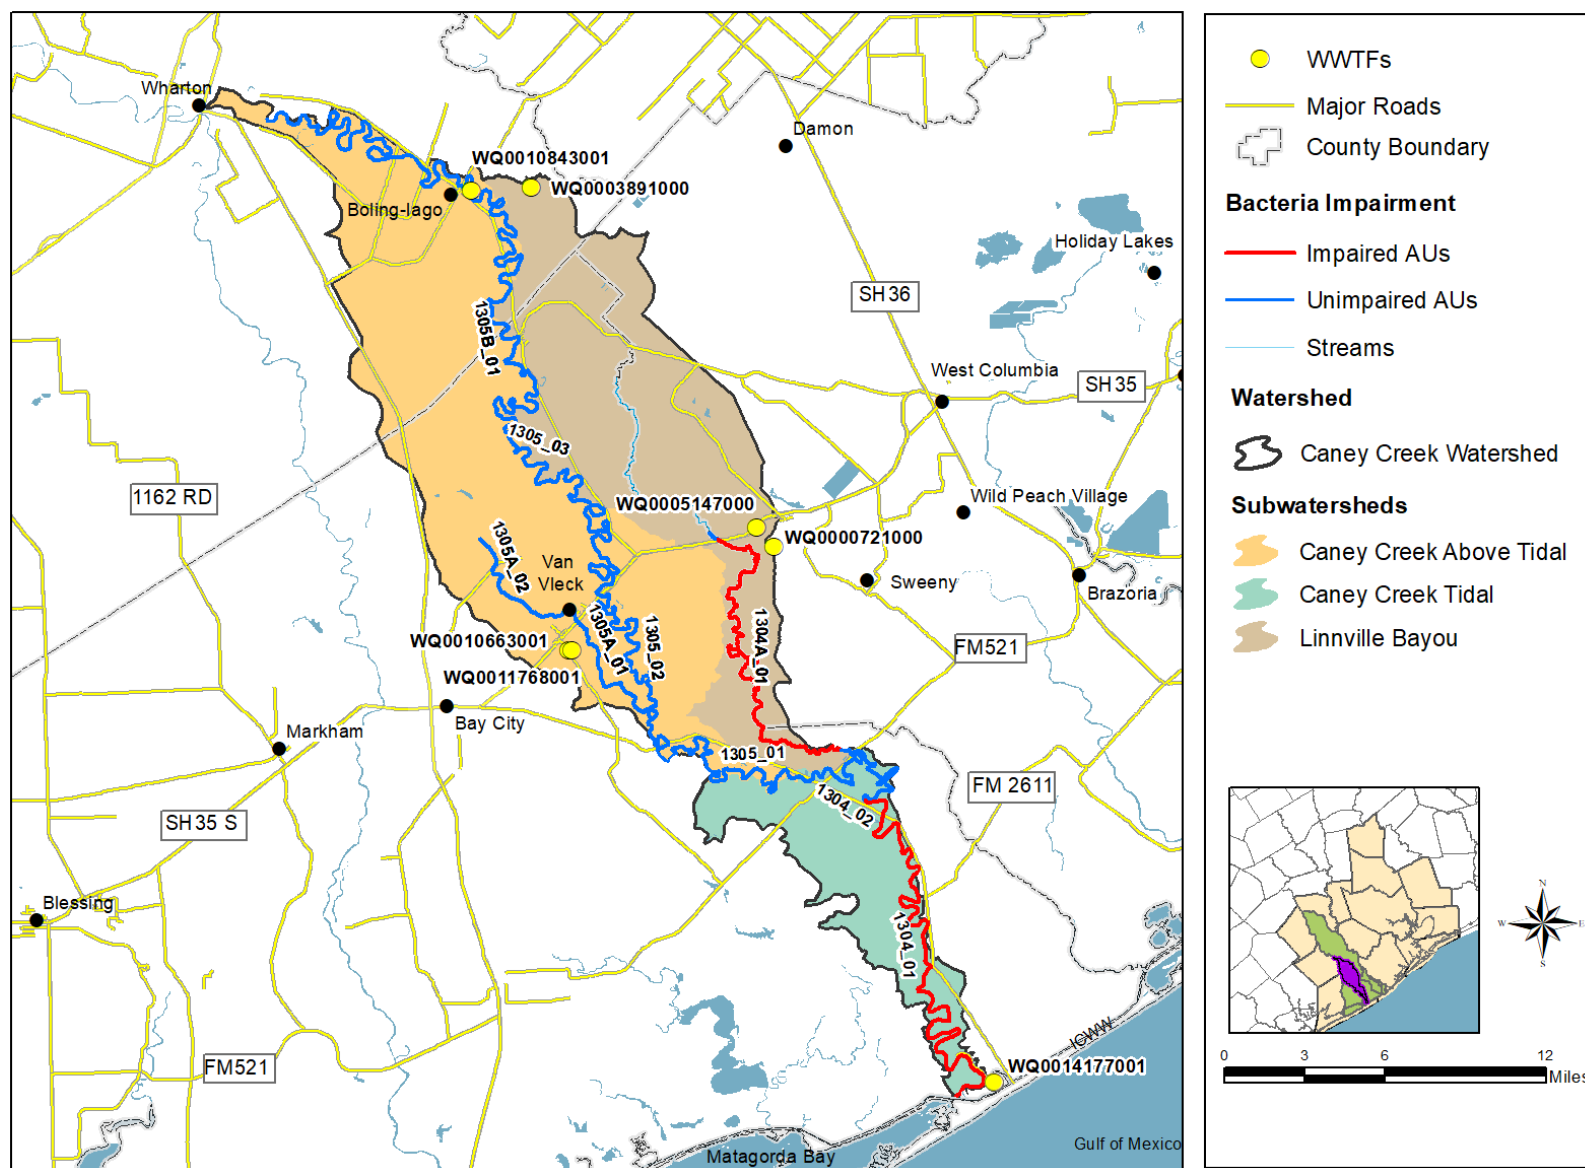 Wharton
Damon
WQ0010843001
WQ0003891000
Boling-Iago
Holiday Lakes
SH 36
1305B_01
West Columbia
SH 35
1305_03
1162 RD
WQ0005147000
Wild Peach Village
WQ0000721000
1305A_02
Van
Vleck
Sweeny
Brazoria
WQ0010663001
1305A_01
1305_02
1304A_01
FM521
WQ0011768001
Bay City
Markham
1305_01
FM 2611
1304_02
SH 35 S
Blessing
1304_01
ICWW
FM521
WQ0014177001
Gulf of Mexico
Matagorda Bay
WWTFs
Major Roads
County Boundary
Bacteria Impairment
Impaired AUs
Unimpaired AUs
Streams
Watershed
Caney Creek Watershed
Subwatersheds
Caney Creek Above Tidal
Caney Creek Tidal
Linnville Bayou
N
W
E
S
0 3 6 12
Miles